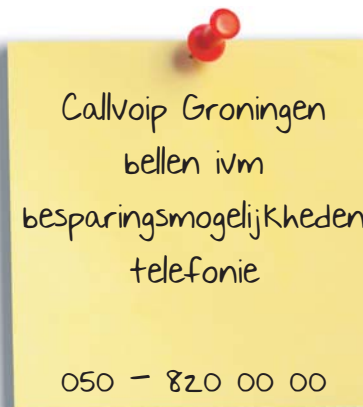 Callvoip Groningen
bellen ivm
besparingsmogelijkheden
telefonie
050 - 820 00 00